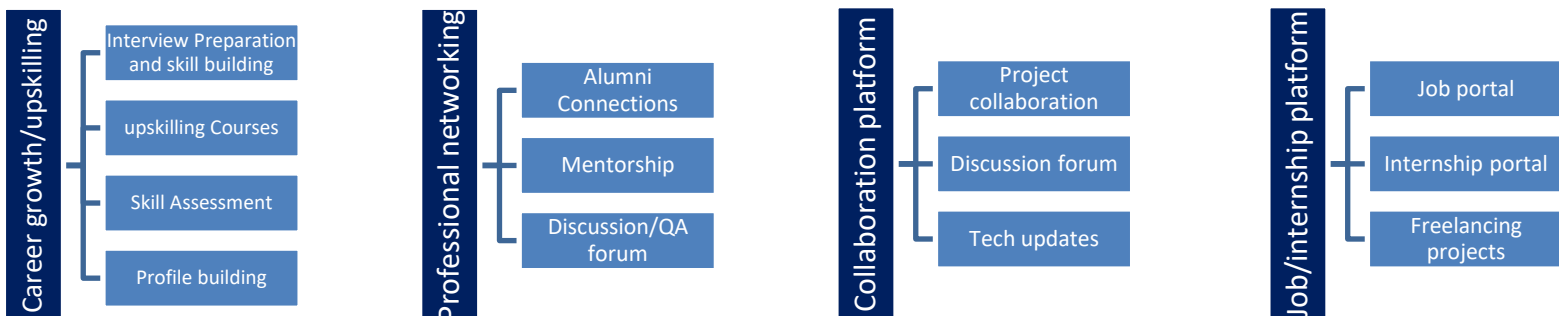 Career growth/upskilling
Interview Preparation
and skill building
upskilling Courses
Skill Assessment
Profile building
Professional networking
Alumni
Connections
Mentorship
Discussion/QA
forum
Collaboration platform
Project
collaboration
Discussion forum
Tech updates
Job/internship platform
Job portal
Internship portal
Freelancing
projects